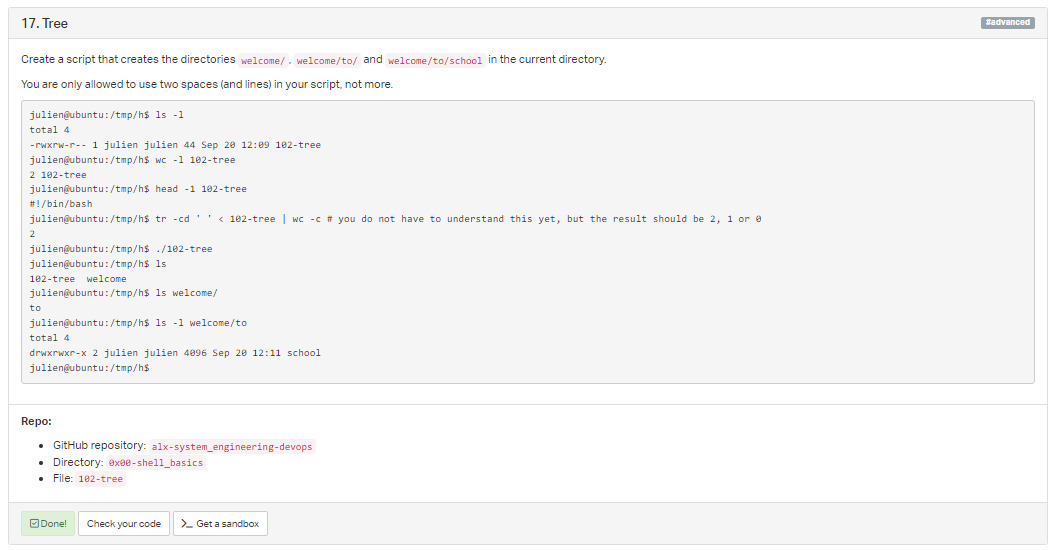 17. Tree
#advanced
Create a script that creates the directories welcome/ , welcome/to/ and welcome/to/school in the current directory.
You are only allowed to use two spaces (and lines) in your script, not more.
julien@ubuntu:/tmp/h$ ls -l
total 4
-rwxrw-r-- 1 julien julien 44 Sep 20 12:09 102-tree
julien@ubuntu:/tmp/h$ wc -l 102-tree
2 102-tree
julien@ubuntu:/tmp/h$ head -1 102-tree
#!/bin/bash
julien@ubuntu:/tmp/h$ tr -cd ' ' < 102-tree | wc -c # you do not have to understand this yet, but the result should be 2, 1 or 0
2
julien@ubuntu:/tmp/h$ ./102-tree
julien@ubuntu:/tmp/h$ ls
102-tree  welcome
julien@ubuntu:/tmp/h$ ls welcome/
to
julien@ubuntu:/tmp/h$ ls -l welcome/to
total 4
drwxrwxr-x 2 julien julien 4096 Sep 20 12:11 school
julien@ubuntu:/tmp/h$
Repo:
• GitHub repository: alx-system_engineering-devops
• Directory: 0x00-shell_basics
• File: 102-tree
Done! Check your code >_ Get a sandbox